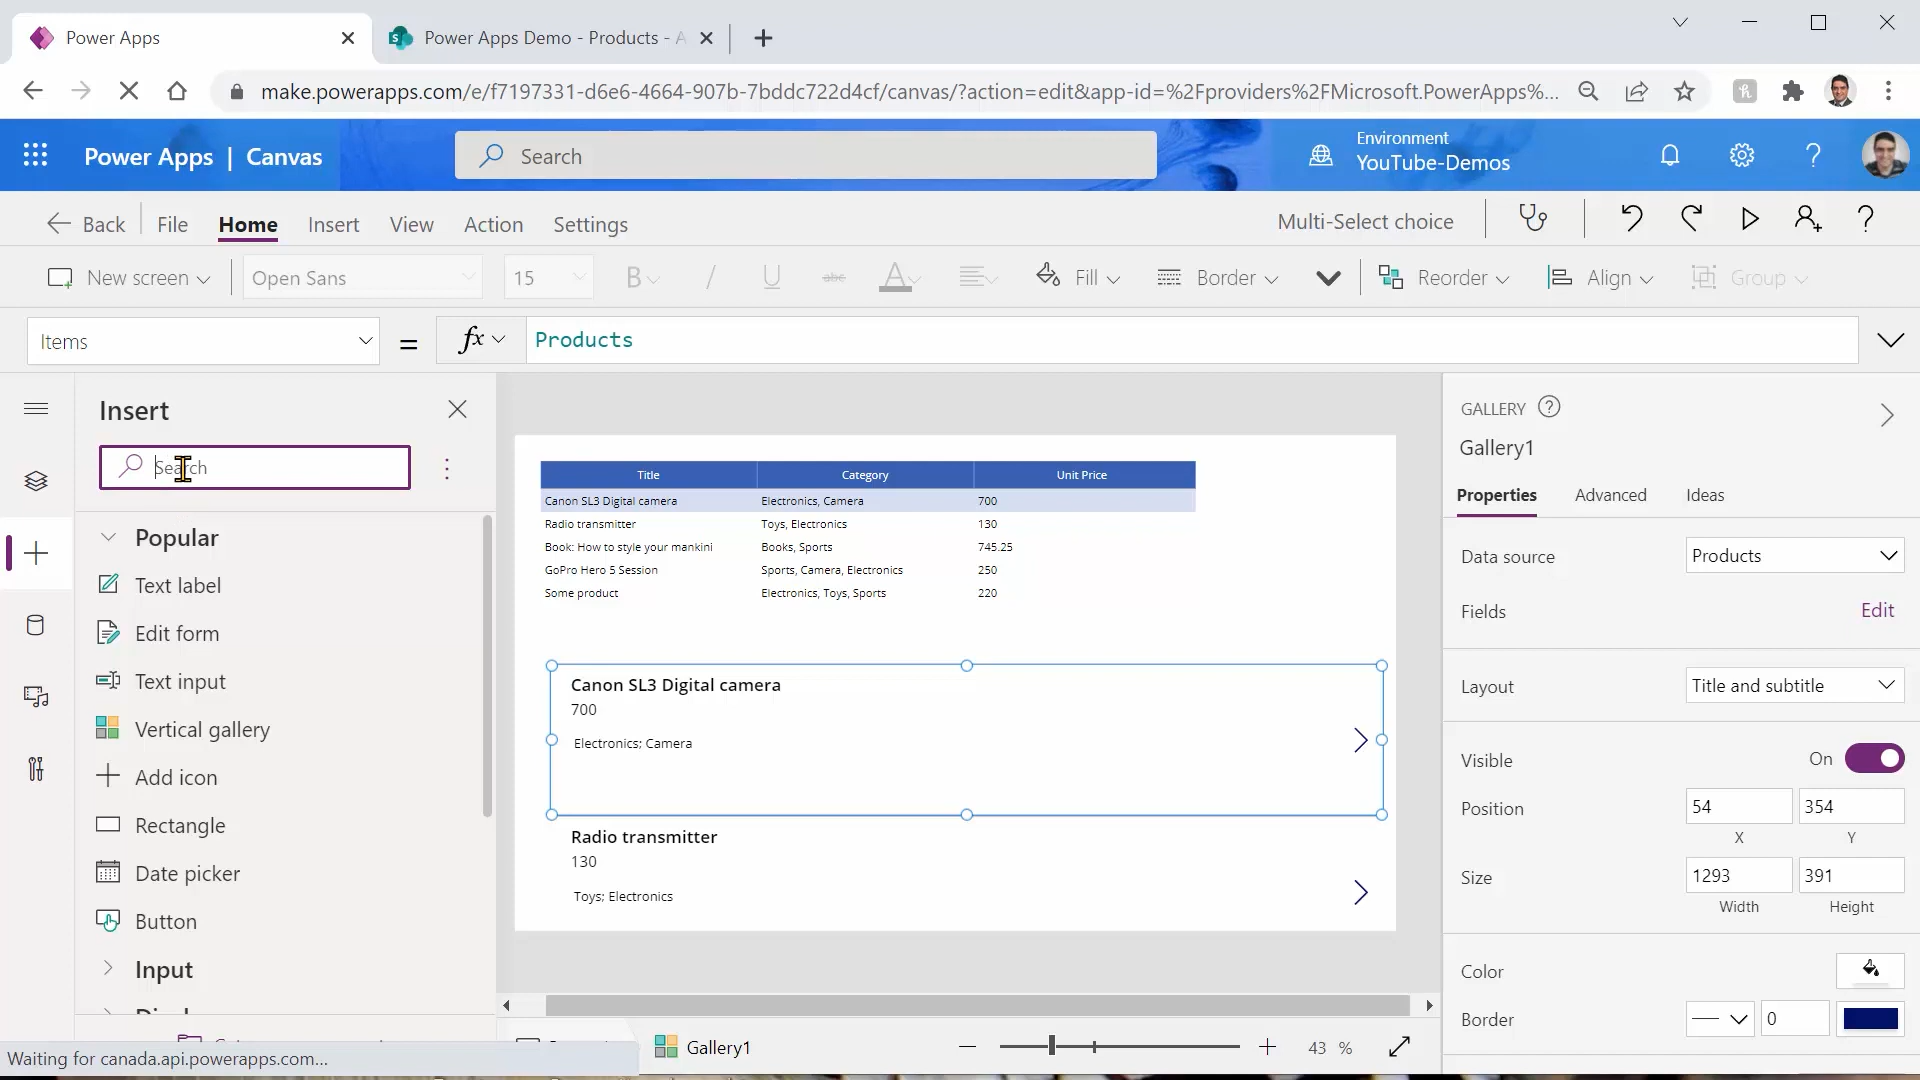 Power Apps
Power Apps Demo - Products - A
make.powerapps.com/e/f7197331-d6e6-4664-907b-7bddc722d4cf/canvas/?action=edit&app-id=%2Fproviders%2FMicrosoft.PowerApps%...
Power Apps | Canvas
Search
Environment
YouTube-Demos
Back
File
Home
Insert
View
Action
Settings
Multi-Select choice
New screen
Open Sans
15
B
Fill
Border
Reorder
Align
Group
Items
=
fx
Products
Insert
Search
Popular
Text label
Edit form
Text input
Vertical gallery
Add icon
Rectangle
Date picker
Button
Input
Title Category Unit Price
Canon SL3 Digital camera Electronics, Camera 700
Radio transmitter Toys, Electronics 130
Book: How to style your mankini Books, Sports 745.25
GoPro Hero 5 Session Sports, Camera, Electronics 250
Some product Electronics, Toys, Sports 220
Canon SL3 Digital camera
700
Electronics; Camera
Radio transmitter
130
Toys; Electronics
GALLERY
Gallery1
Properties
Advanced
Ideas
Data source
Products
Fields
Edit
Layout
Title and subtitle
Visible
On
Position
54
354
X
Y
Size
1293
391
Width
Height
Color
Border
0
Waiting for canada.api.powerapps.com...
Gallery1
43 %